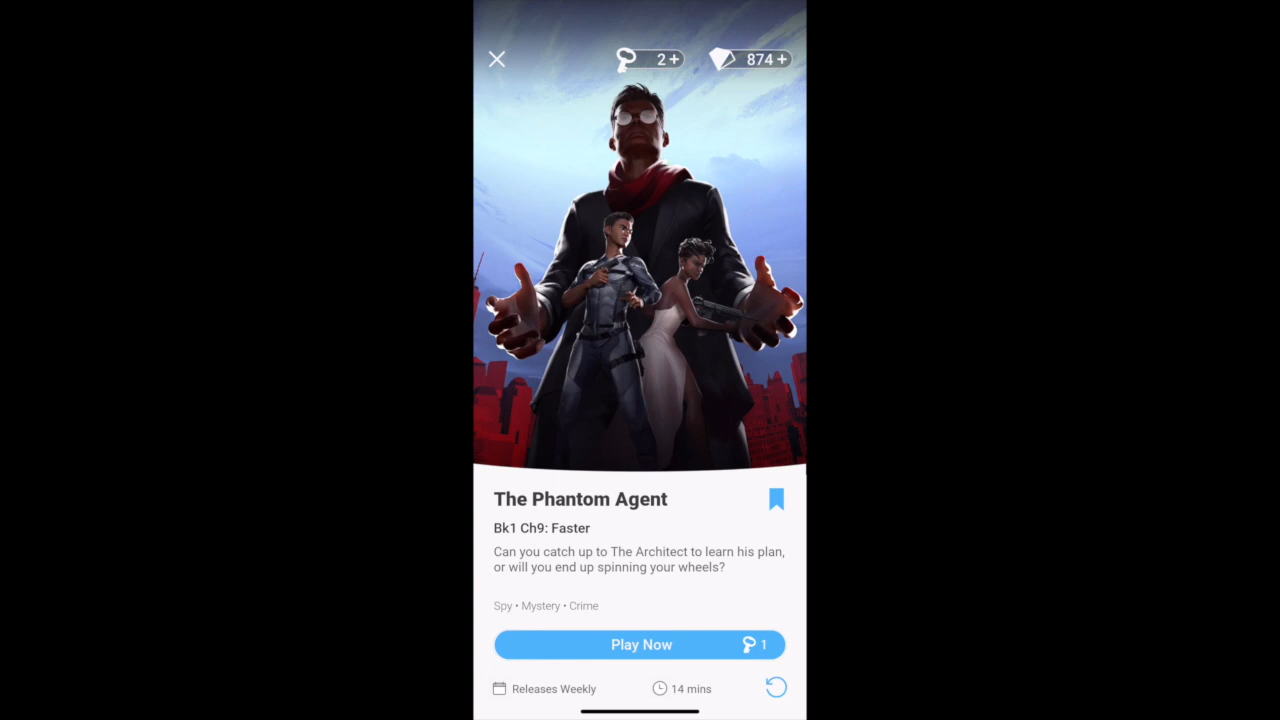 2 +
874 +
The Phantom Agent
Bk1 Ch9: Faster
Can you catch up to The Architect to learn his plan,
or will you end up spinning your wheels?
Spy • Mystery • Crime
Play Now 1
Releases Weekly 14 mins